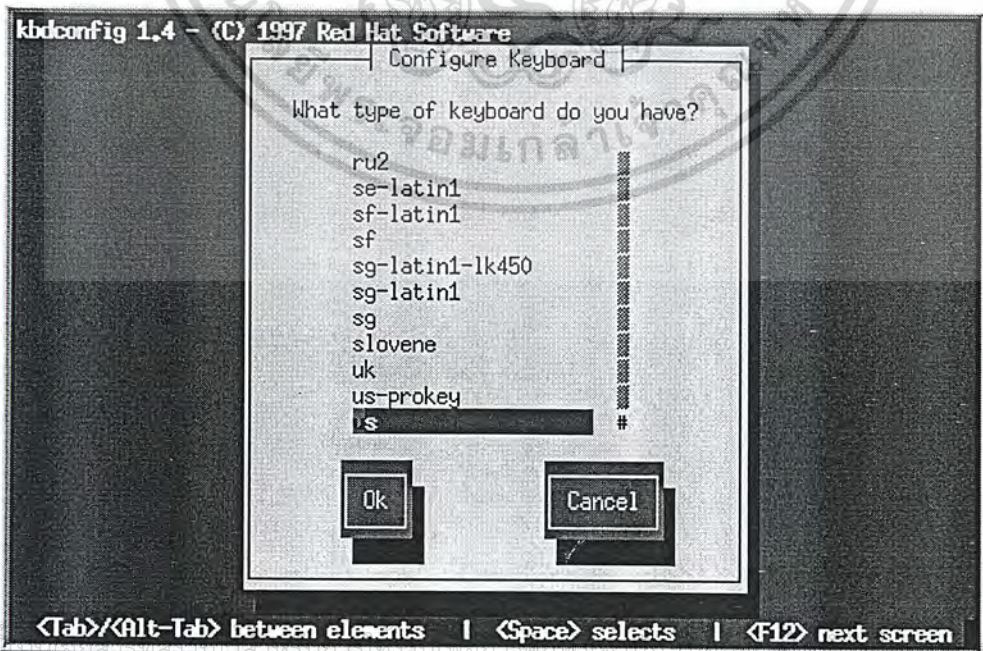 kbdconfig 1.4 - (C) 1997 Red Hat Software
Configure Keyboard
What type of keyboard do you have?
ru2
se-latin1
sf-latin1
sf
sg-latin1-lk450
sg-latin1
sg
slovene
uk
us-prokey
s
#
Ok
Cancel
<Tab>/<Alt-Tab> between elements | <Space> selects | <F12> next screen